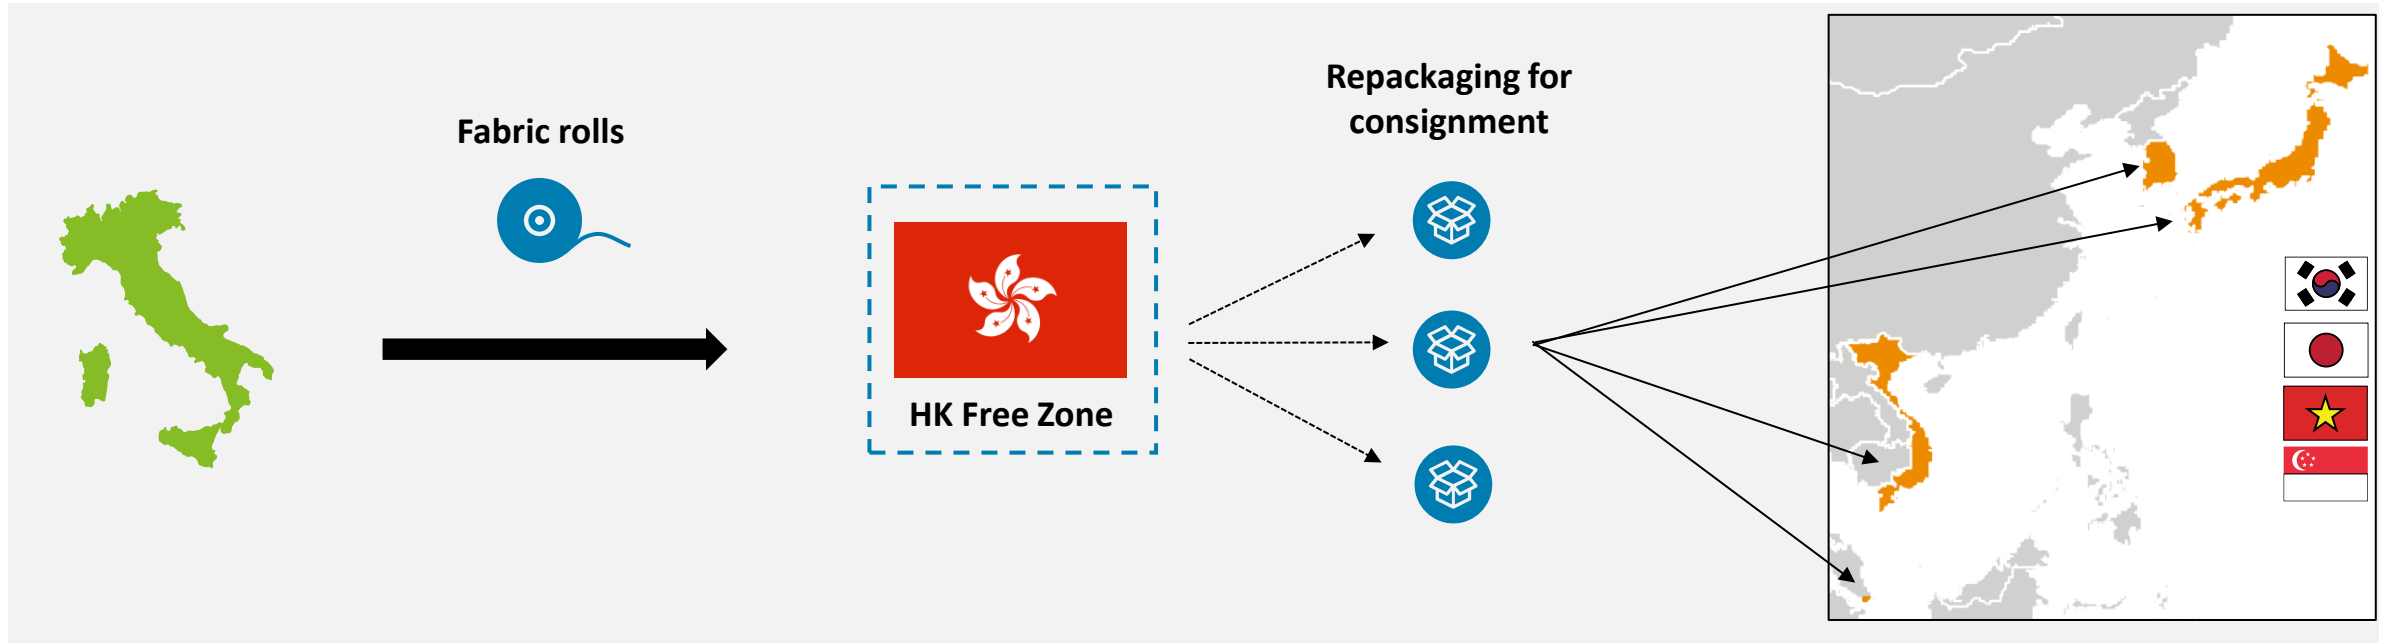 Fabric rolls
HK Free Zone
Repackaging for
consignment